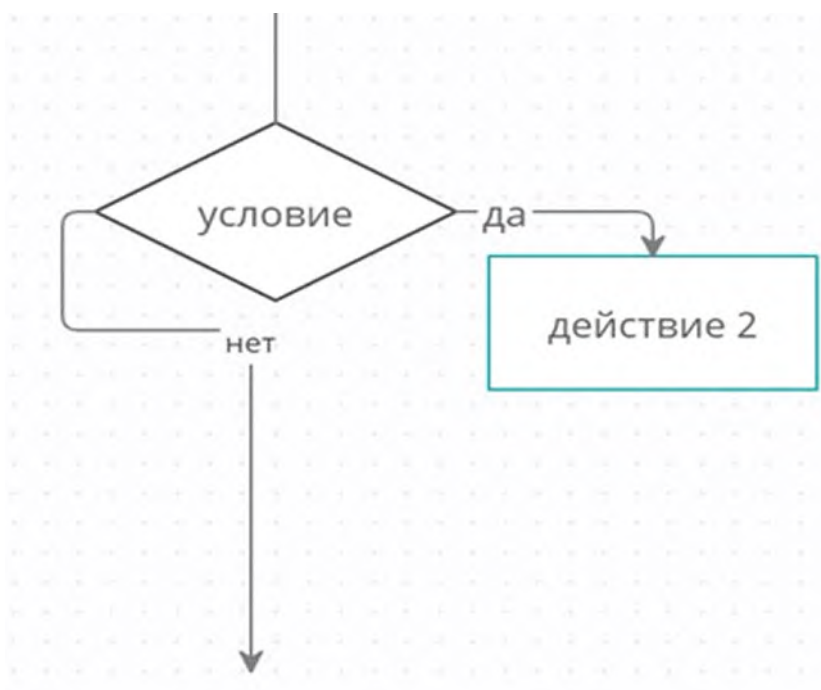 условие
да
действие 2
нет